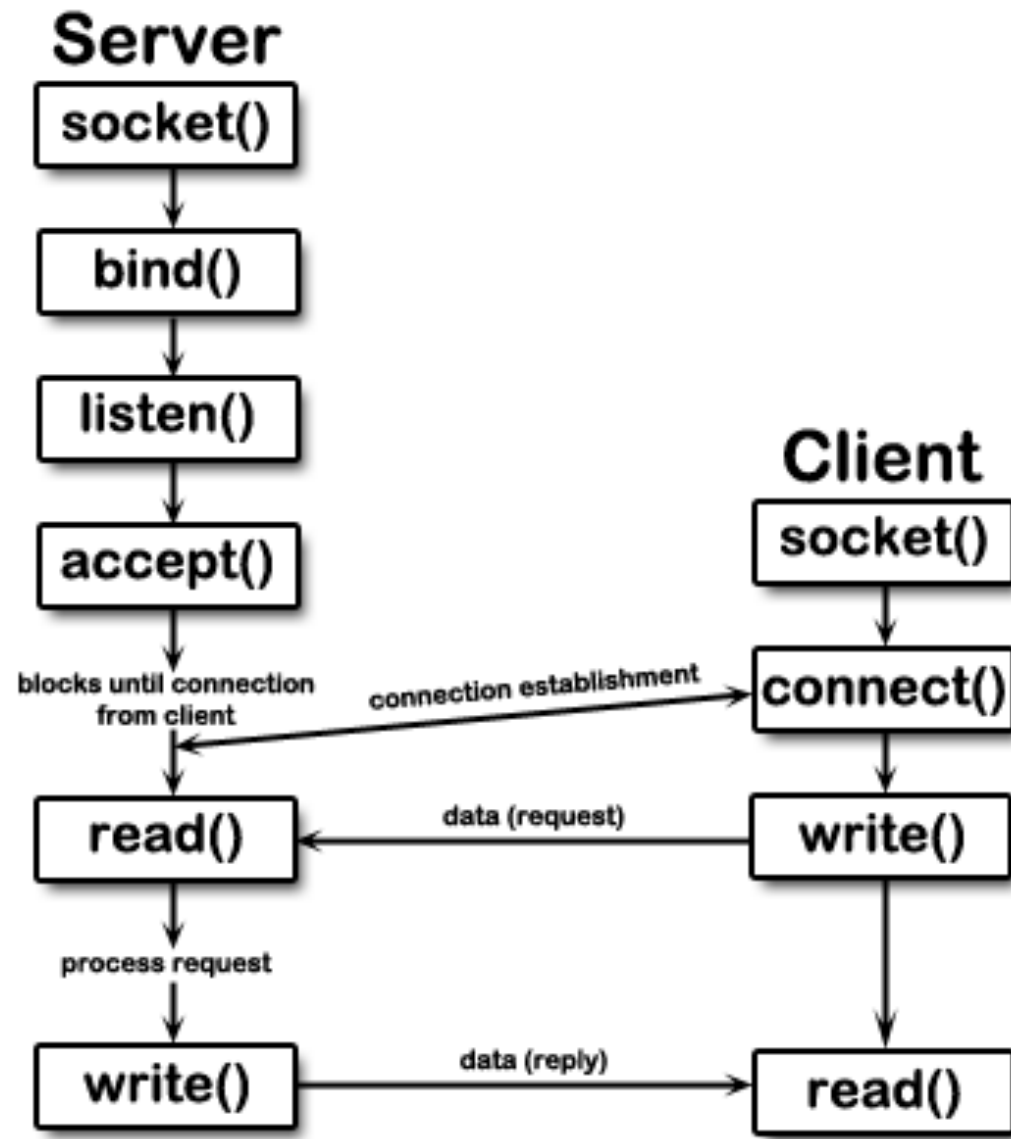 Server
socket()
bind()
listen()
accept()
blocks until connection
from client
read()
process request
write()
Client
socket()
connect()
write()
read()
connection establishment
data (request)
data (reply)